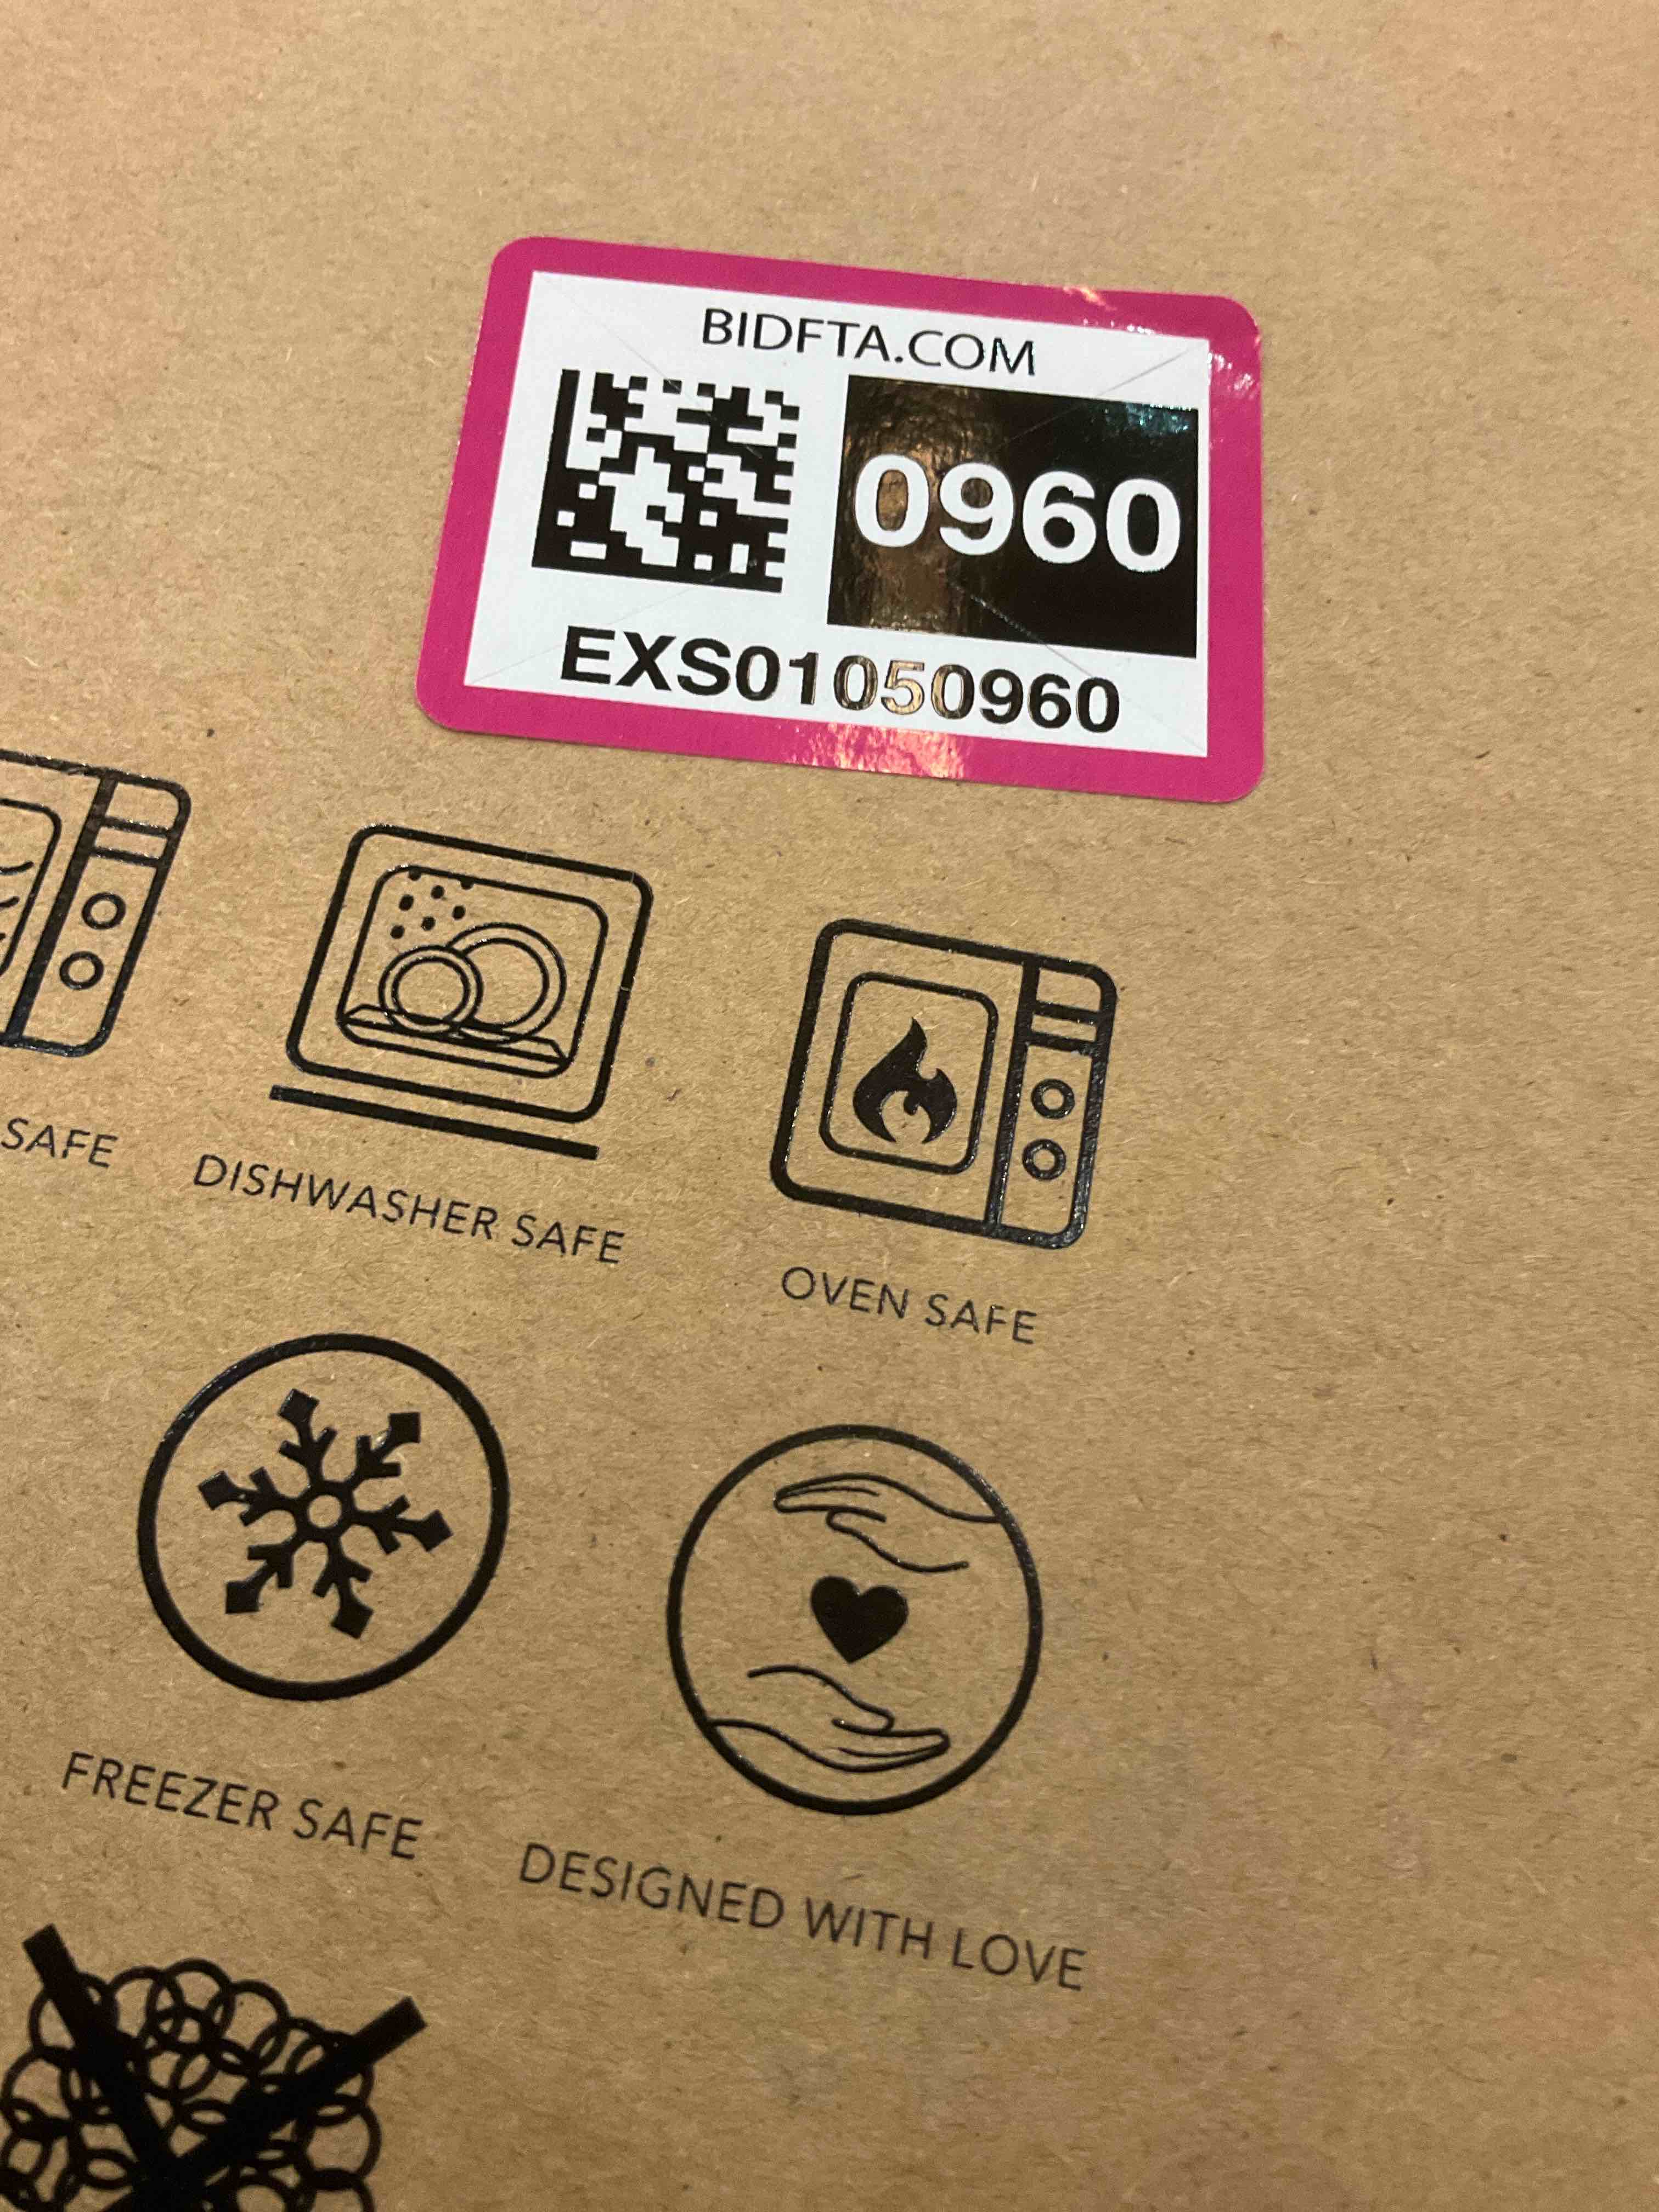 BIDFTA.COM
0960
EXS01050960
SAFE
DISHWASHER SAFE
OVEN SAFE
FREEZER SAFE
DESIGNED WITH LOVE